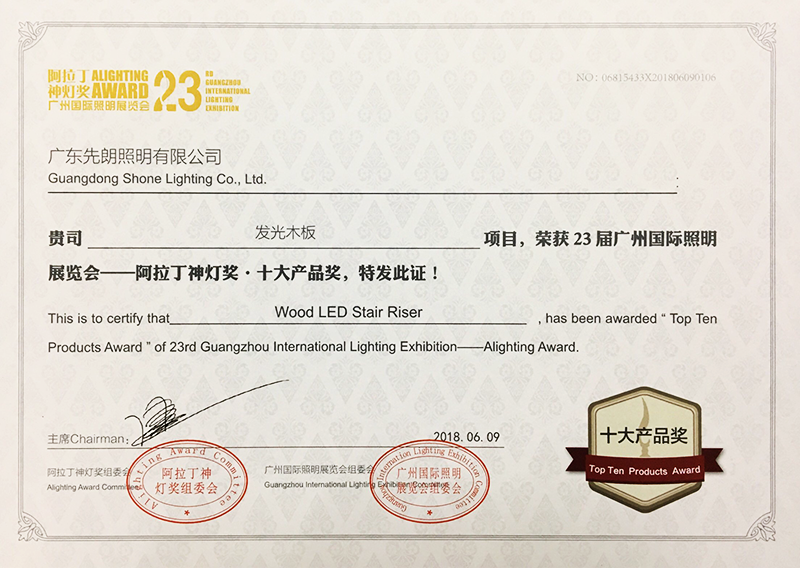 阿拉丁 ALIGHTING
神灯奖 AWARD
广州国际照明展览会
23
RD
GUANGZHOU
INTERNATIONAL
LIGHTING
EXHIBITION
NO：06815433X201806090106
广东先朗照明有限公司
Guangdong Shone Lighting Co., Ltd. :
贵司 发光木板 项目，荣获 23 届广州国际照明
展览会——阿拉丁神灯奖·十大产品奖，特发此证！
This is to certify that Wood LED Stair Riser , has been awarded “ Top Ten
Products Award ” of 23rd Guangzhou International Lighting Exhibition——Alighting Award.
主席Chairman:
2018.06.09
阿拉丁神灯奖组委会
Alighting Award Committee
广州国际照明展览会组委会
Guangzhou International Lighting Exhibition Committee
Alighting Award Committee
阿拉丁神
灯奖组委会
Guangzhou International Lighting Exhibition Committee
广州国际照明
展览会组委会
十大产品奖
Top Ten Products Award